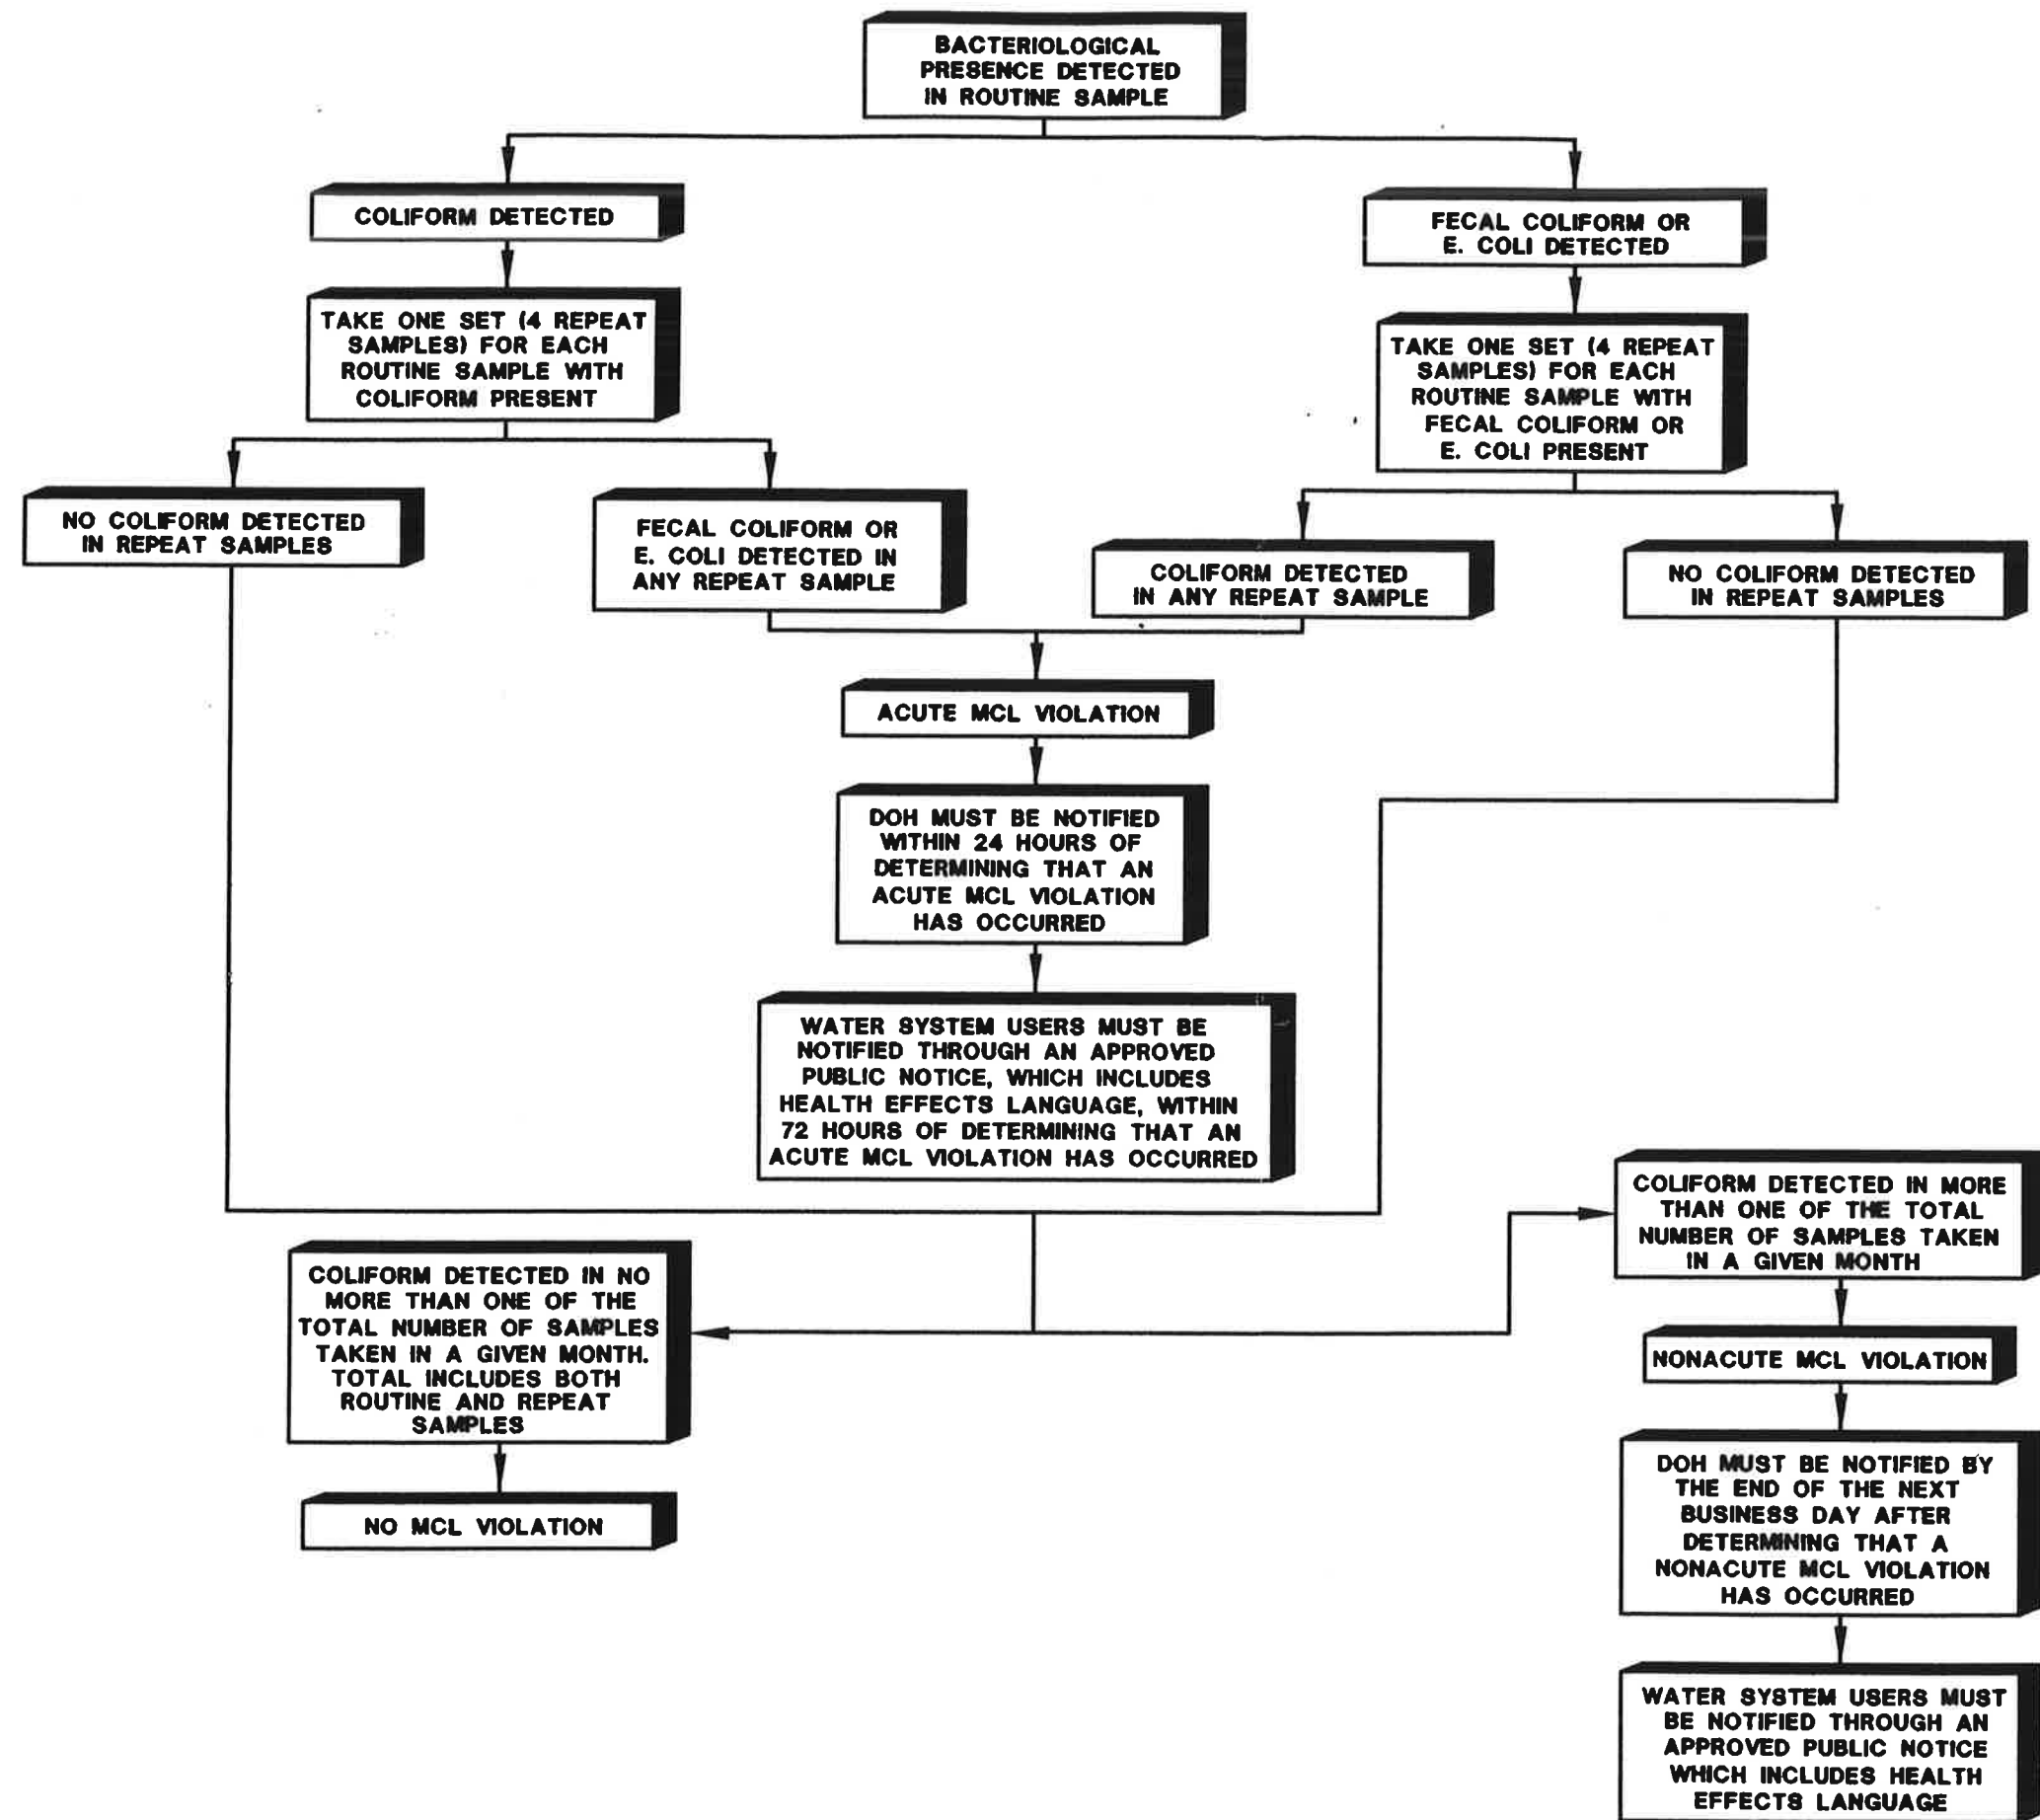 BACTERIOLOGICAL
PRESENCE DETECTED
IN ROUTINE SAMPLE
COLIFORM DETECTED
FECAL COLIFORM OR
E. COLI DETECTED
TAKE ONE SET (4 REPEAT
SAMPLES) FOR EACH
ROUTINE SAMPLE WITH
COLIFORM PRESENT
TAKE ONE SET (4 REPEAT
SAMPLES) FOR EACH
ROUTINE SAMPLE WITH
FECAL COLIFORM OR
E. COLI PRESENT
NO COLIFORM DETECTED
IN REPEAT SAMPLES
FECAL COLIFORM OR
E. COLI DETECTED IN
ANY REPEAT SAMPLE
COLIFORM DETECTED
IN ANY REPEAT SAMPLE
NO COLIFORM DETECTED
IN REPEAT SAMPLES
ACUTE MCL VIOLATION
DOH MUST BE NOTIFIED
WITHIN 24 HOURS OF
DETERMINING THAT AN
ACUTE MCL VIOLATION
HAS OCCURRED
WATER SYSTEM USERS MUST BE
NOTIFIED THROUGH AN APPROVED
PUBLIC NOTICE, WHICH INCLUDES
HEALTH EFFECTS LANGUAGE, WITHIN
72 HOURS OF DETERMINING THAT AN
ACUTE MCL VIOLATION HAS OCCURRED
COLIFORM DETECTED IN NO
MORE THAN ONE OF THE
TOTAL NUMBER OF SAMPLES
TAKEN IN A GIVEN MONTH.
TOTAL INCLUDES BOTH
ROUTINE AND REPEAT
SAMPLES
NO MCL VIOLATION
COLIFORM DETECTED IN MORE
THAN ONE OF THE TOTAL
NUMBER OF SAMPLES TAKEN
IN A GIVEN MONTH
NONACUTE MCL VIOLATION
DOH MUST BE NOTIFIED BY
THE END OF THE NEXT
BUSINESS DAY AFTER
DETERMINING THAT A
NONACUTE MCL VIOLATION
HAS OCCURRED
WATER SYSTEM USERS MUST
BE NOTIFIED THROUGH AN
APPROVED PUBLIC NOTICE
WHICH INCLUDES HEALTH
EFFECTS LANGUAGE